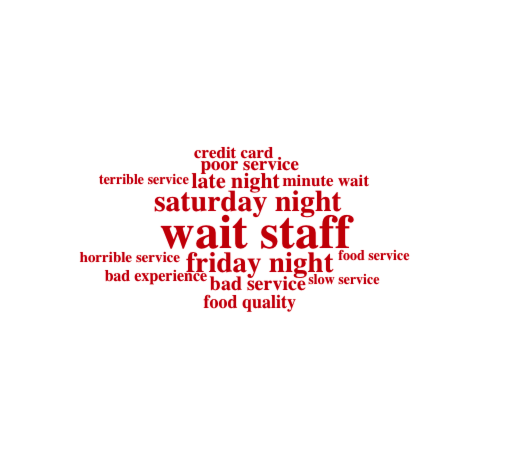 credit card
poor service
terrible service
late night
minute wait
saturday night
wait staff
horrible service
friday night
food service
bad experience
bad service
slow service
food quality